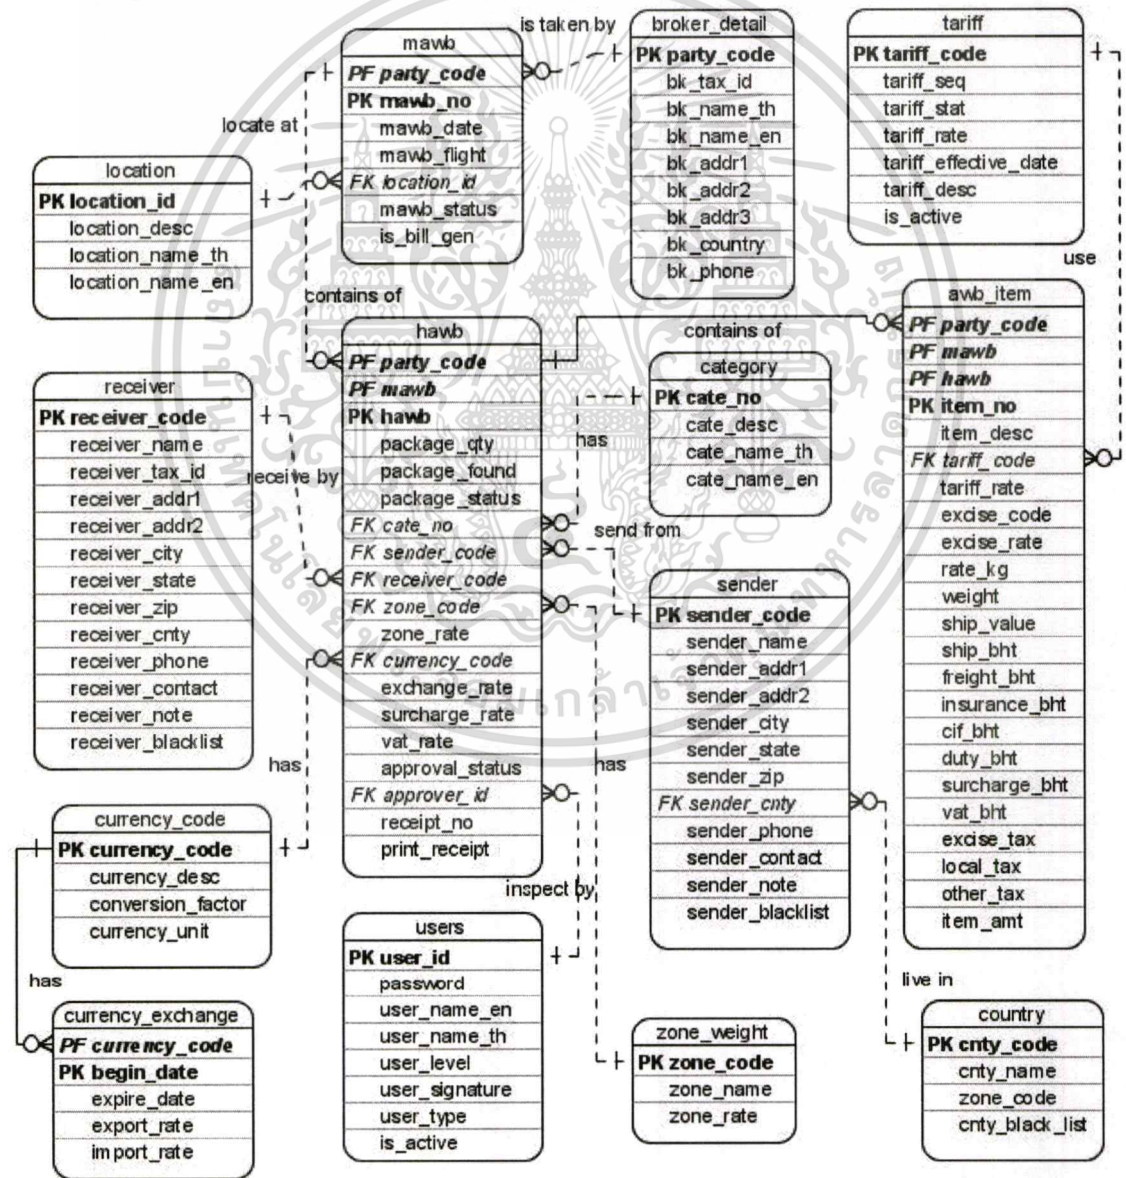 is taken by
mawb
PF party_code
PK mawb_no
mawb_date
mawb_flight
FK location_id
mawb_status
is_bill_gen
broker_detail
PK party_code
bk_tax_id
bk_name_th
bk_name_en
bk_addr1
bk_addr2
bk_addr3
bk_country
bk_phone
tariff
PK tariff_code
tariff_seq
tariff_stat
tariff_rate
tariff_effective_date
tariff_desc
is_active
use
locate at
location
PK location_id
location_desc
location_name_th
location_name_en
contains of
hawb
PF party_code
PF mawb
PK hawb
package_qty
package_found
package_status
FK cate_no
FK sender_code
FK receiver_code
FK zone_code
zone_rate
FK currency_code
exchange_rate
surcharge_rate
vat_rate
approval_status
FK approver_id
receipt_no
print_receipt
contains of
category
PK cate_no
cate_desc
cate_name_th
cate_name_en
has
awb_item
PF party_code
PF mawb
PF hawb
PK item_no
item_desc
FK tariff_code
tariff_rate
excise_code
excise_rate
rate_kg
weight
ship_value
ship_bht
freight_bht
insurance_bht
cif_bht
duty_bht
surcharge_bht
vat_bht
excise_tax
local_tax
other_tax
item_amt
receiver
PK receiver_code
receiver_name
receiver_tax_id
receiver_addr1
receiver_addr2
receiver_city
receiver_state
receiver_zip
receiver_cnty
receiver_phone
receiver_contact
receiver_note
receiver_blacklist
receive by
send from
sender
PK sender_code
sender_name
sender_addr1
sender_addr2
sender_city
sender_state
sender_zip
FK sender_cnty
sender_phone
sender_contact
sender_note
sender_blacklist
has
has
currency_code
PK currency_code
currency_desc
conversion_factor
currency_unit
has
currency_exchange
PF currency_code
PK begin_date
expire_date
export_rate
import_rate
inspect by
users
PK user_id
password
user_name_en
user_name_th
user_level
user_signature
user_type
is_active
zone_weight
PK zone_code
zone_name
zone_rate
live in
country
PK cnty_code
cnty_name
zone_code
cnty_black_list